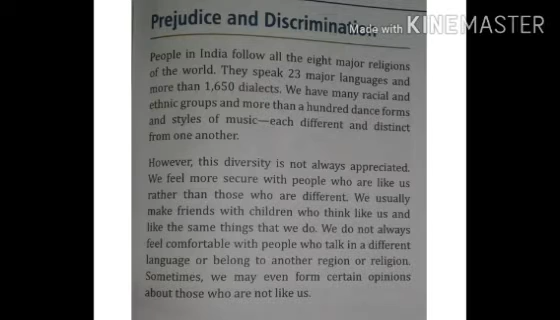 Prejudice and Discrimination
Made with KINEMASTER
People in India follow all the eight major religions
of the world. They speak 23 major languages and
more than 1,650 dialects. We have many racial and
ethnic groups and more than a hundred dance forms
and styles of music—each different and distinct
from one another.
However, this diversity is not always appreciated.
We feel more secure with people who are like us
rather than those who are different. We usually
make friends with children who think like us and
like the same things that we do. We do not always
feel comfortable with people who talk in a different
language or belong to another region or religion.
Sometimes, we may even form certain opinions
about those who are not like us.